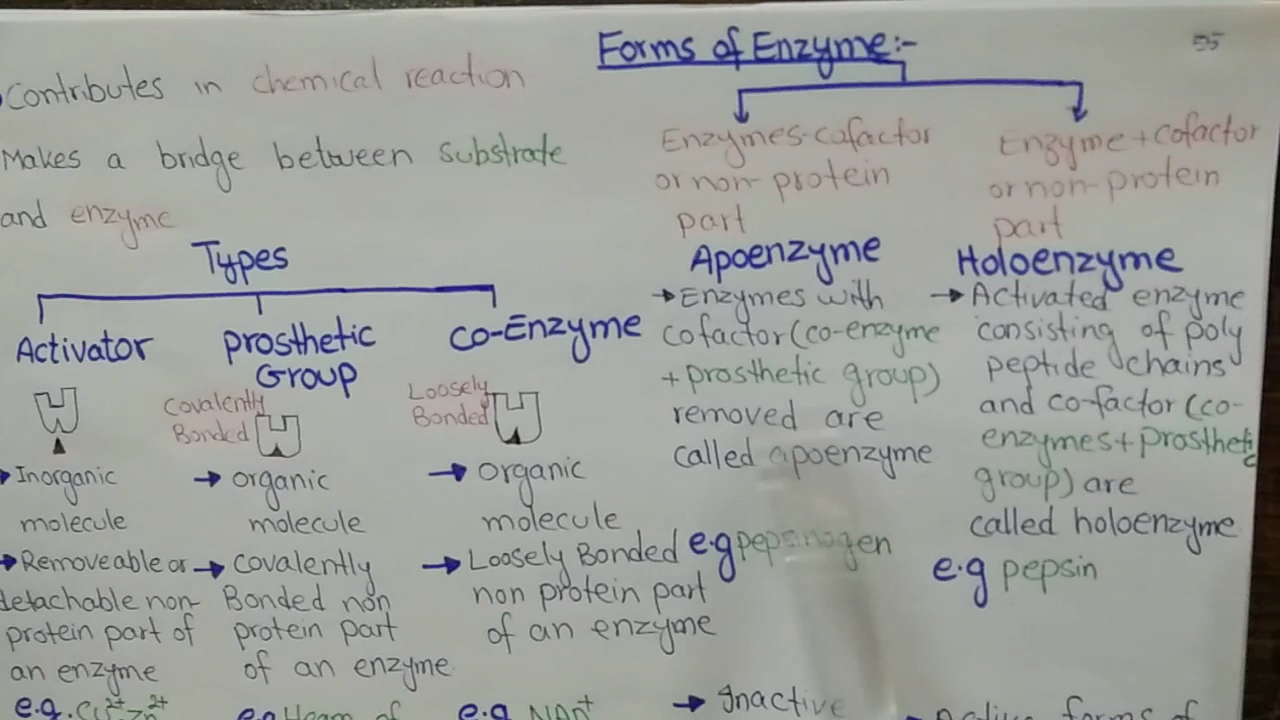 Forms of Enzyme:-
Contributes in chemical reaction
Makes a bridge between substrate
and enzyme
Types
Activator
Prosthetic
Group
Co-Enzyme
Covalently
Bonded
Loosely
Bonded
→ Inorganic
molecule
→ Removeable or
detachable non-
protein part of
an enzyme
→ organic
molecule
→ covalently
Bonded non
protein part
of an enzyme
→ organic
molecule
→ Loosely Bonded
non protein part
of an enzyme
e.g NAD⁺
Enzymes-cofactor
or non-protein
part
Apoenzyme
→ Enzymes with
cofactor (co-enzyme
+ prosthetic group)
removed are
called apoenzyme
e.g pepsinogen
→ Inactive
Enzyme + cofactor
or non-protein
part
Holoenzyme
→ Activated enzyme
consisting of poly
peptide chains
and co-factor (co-
enzymes + prosthetic
group) are
called holoenzyme
e.g pepsin